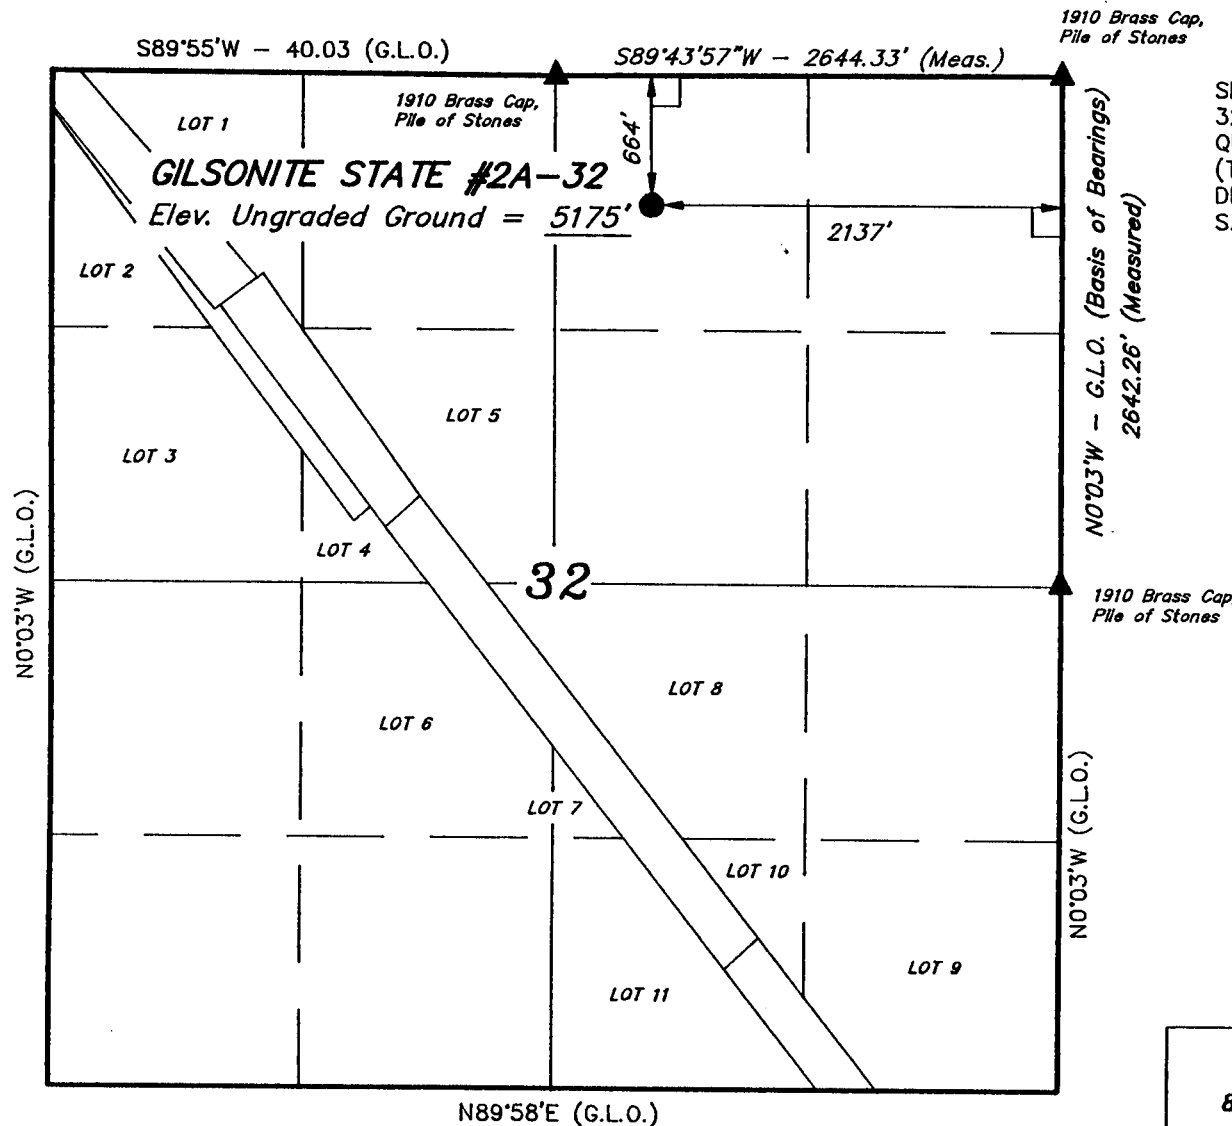 1910 Brass Cap,
Pile of Stones
S89°55'W - 40.03 (G.L.O.)
S89°43'57"W - 2644.33' (Meas.)
1910 Brass Cap,
Pile of Stones
LOT 1
664'
GILSONITE STATE #2A-32
Elev. Ungraded Ground = 5175'
2137'
LOT 2
N0°03'W - G.L.O. (Basis of Bearings)
2642.26' (Measured)
LOT 5
LOT 3
LOT 4
N0°03'W (G.L.O.)
32
1910 Brass Cap
Pile of Stones
LOT 8
LOT 6
LOT 7
N0°03'W (G.L.O.)
LOT 10
LOT 9
LOT 11
N89°58'E (G.L.O.)